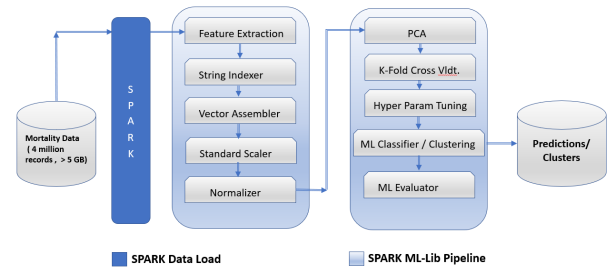 Mortality Data
( 4 million
records , > 5 GB)
S
P
A
R
K
Feature Extraction
String Indexer
Vector Assembler
Standard Scaler
Normalizer
PCA
K-Fold Cross Vldt.
Hyper Param Tuning
ML Classifier / Clustering
ML Evaluator
Predictions/
Clusters
SPARK Data Load
SPARK ML-Lib Pipeline